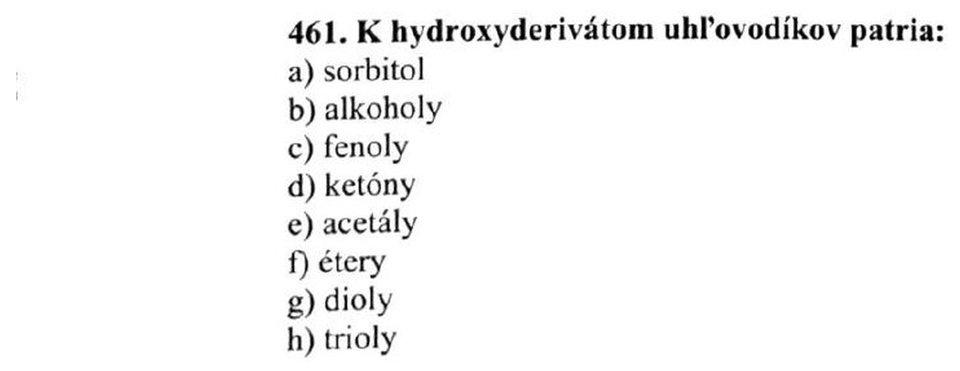 461. K hydroxyderivátom uhľovodíkov patria:
a) sorbitol
b) alkoholy
c) fenoly
d) ketóny
e) acetály
f) étery
g) dioly
h) trioly